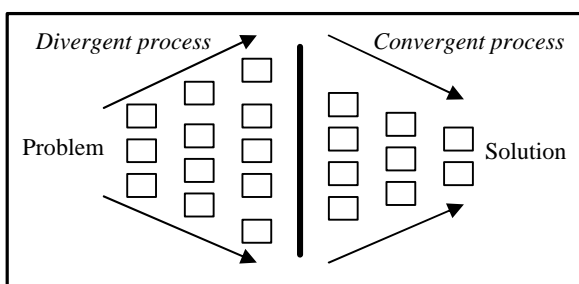 Divergent process
Convergent process
Problem
Solution